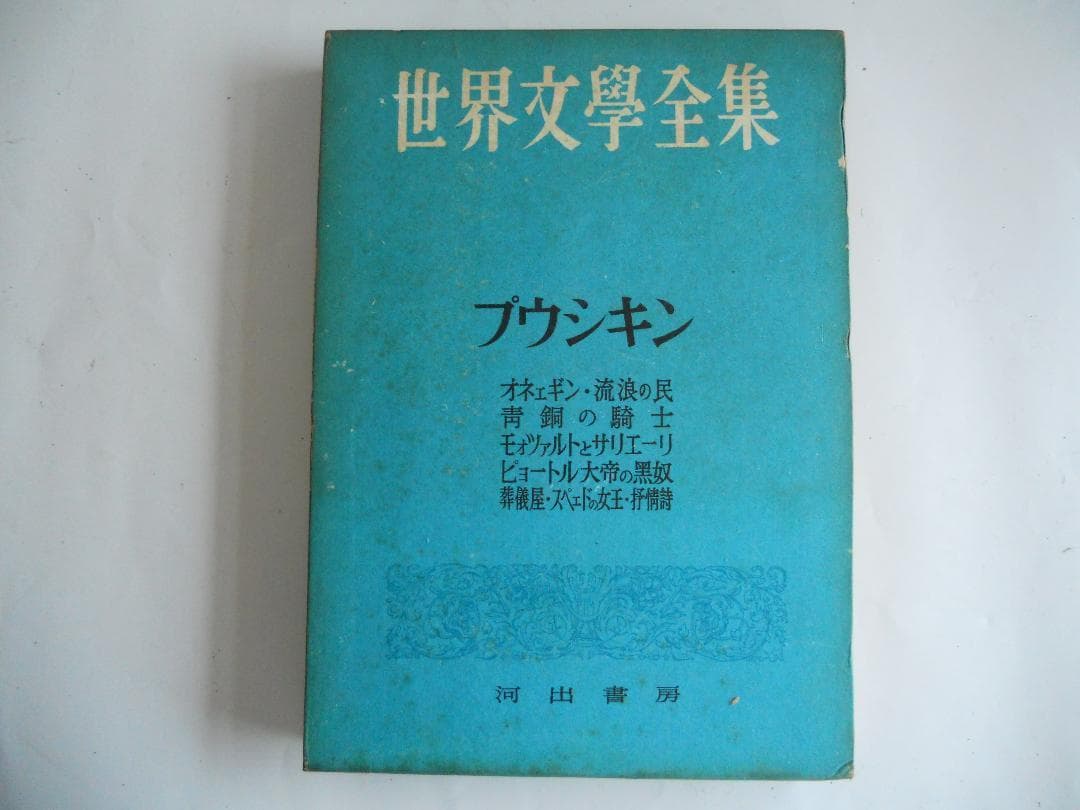 世界文學全集
プウシキン
オネェギン・流浪の民
靑銅の騎士
モォツァルトとサリエーリ
ピョートル大帝の黑奴
葬儀屋・スペェドの女王・抒情詩
河出書房